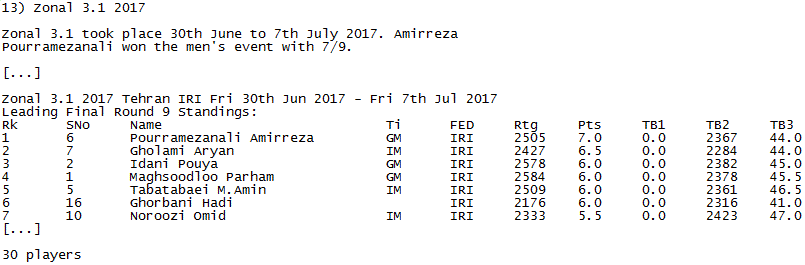 13) Zonal 3.1 2017
Zonal 3.1 took place 30th June to 7th July 2017. Amirreza
Pourramezanali won the men's event with 7/9.
[...]
Zonal 3.1 2017 Tehran IRI Fri 30th Jun 2017 - Fri 7th Jul 2017
Leading Final Round 9 Standings:
Rk SNo Name Ti FED Rtg Pts TB1 TB2 TB3
1 6 Pourramezanali Amirreza GM IRI 2505 7.0 0.0 2367 44.0
2 7 Gholami Aryan IM IRI 2427 6.5 0.0 2284 44.0
3 2 Idani Pouya GM IRI 2578 6.0 0.0 2382 45.0
4 1 Maghsoodloo Parham GM IRI 2584 6.0 0.0 2378 45.5
5 5 Tabatabaei M.Amin IM IRI 2509 6.0 0.0 2361 46.5
6 16 Ghorbani Hadi IRI 2176 6.0 0.0 2316 41.0
7 10 Noroozi Omid IM IRI 2333 5.5 0.0 2423 47.0
[...]
30 players